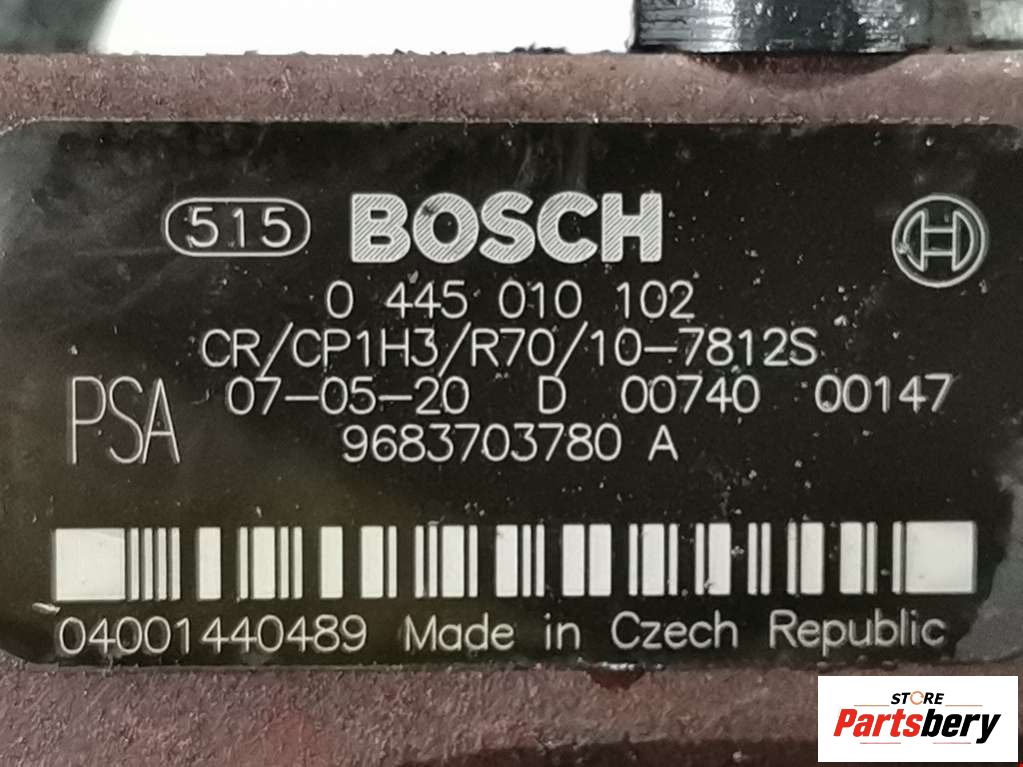 515 BOSCH
0 445 010 102
CR/CP1H3/R70/10-7812S
PSA 07-05-20 D 00740 00147
9683703780 A
04001440489 Made in Czech Republic
STORE
Partsbery